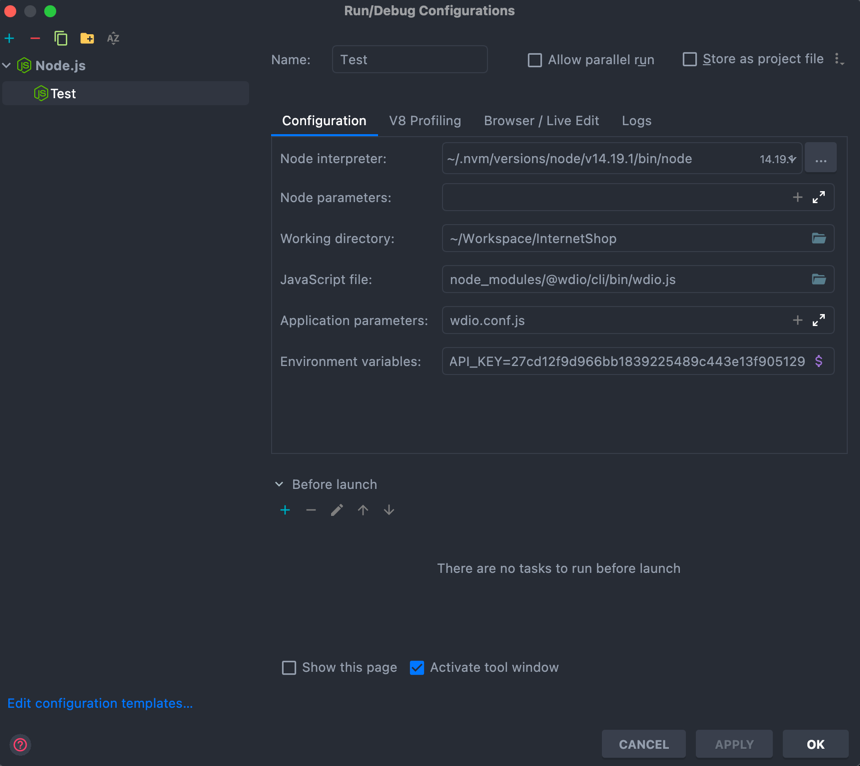 Run/Debug Configurations
Node.js
Test
Name: Test Allow parallel run Store as project file
Configuration V8 Profiling Browser / Live Edit Logs
Node interpreter: ~/.nvm/versions/node/v14.19.1/bin/node 14.19.1 ...
Node parameters:
Working directory: ~/Workspace/InternetShop
JavaScript file: node_modules/@wdio/cli/bin/wdio.js
Application parameters: wdio.conf.js
Environment variables: API_KEY=27cd12f9d966bb1839225489c443e13f905129 $
Before launch
There are no tasks to run before launch
Show this page Activate tool window
Edit configuration templates...
? CANCEL APPLY OK